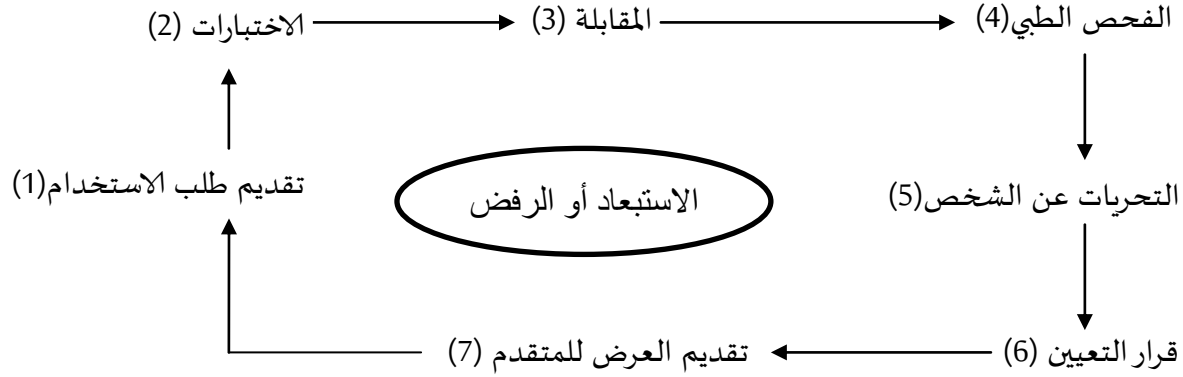 الفحص الطبي(4)
المقابلة (3)
الاختبارات (2)
تقديم طلب الاستخدام(1)
الاستبعاد أو الرفض
التحريات عن الشخص(5)
قرار التعيين (6)
تقديم العرض للمتقدم (7)